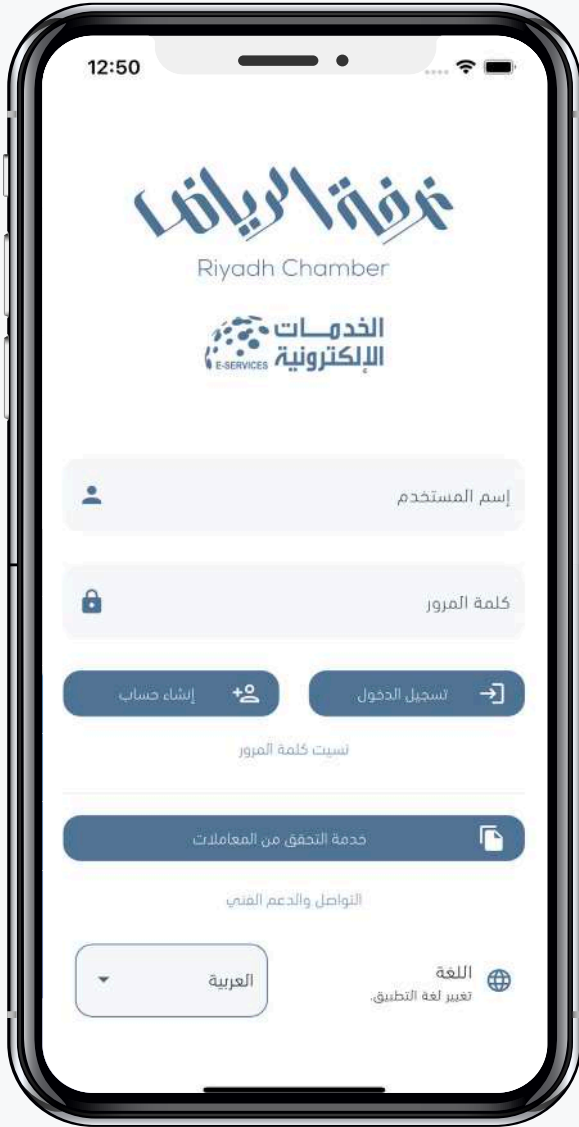 12:50
غرفة الرياض
Riyadh Chamber
الخدمــات
الإلكترونية E-SERVICES
إسم المستخدم
كلمة المرور
تسجيل الدخول
إنشاء حساب
نسيت كلمة المرور
خدمة التحقق من المعاملات
التواصل والدعم الفني
اللغة
تغيير لغة التطبيق.
العربية